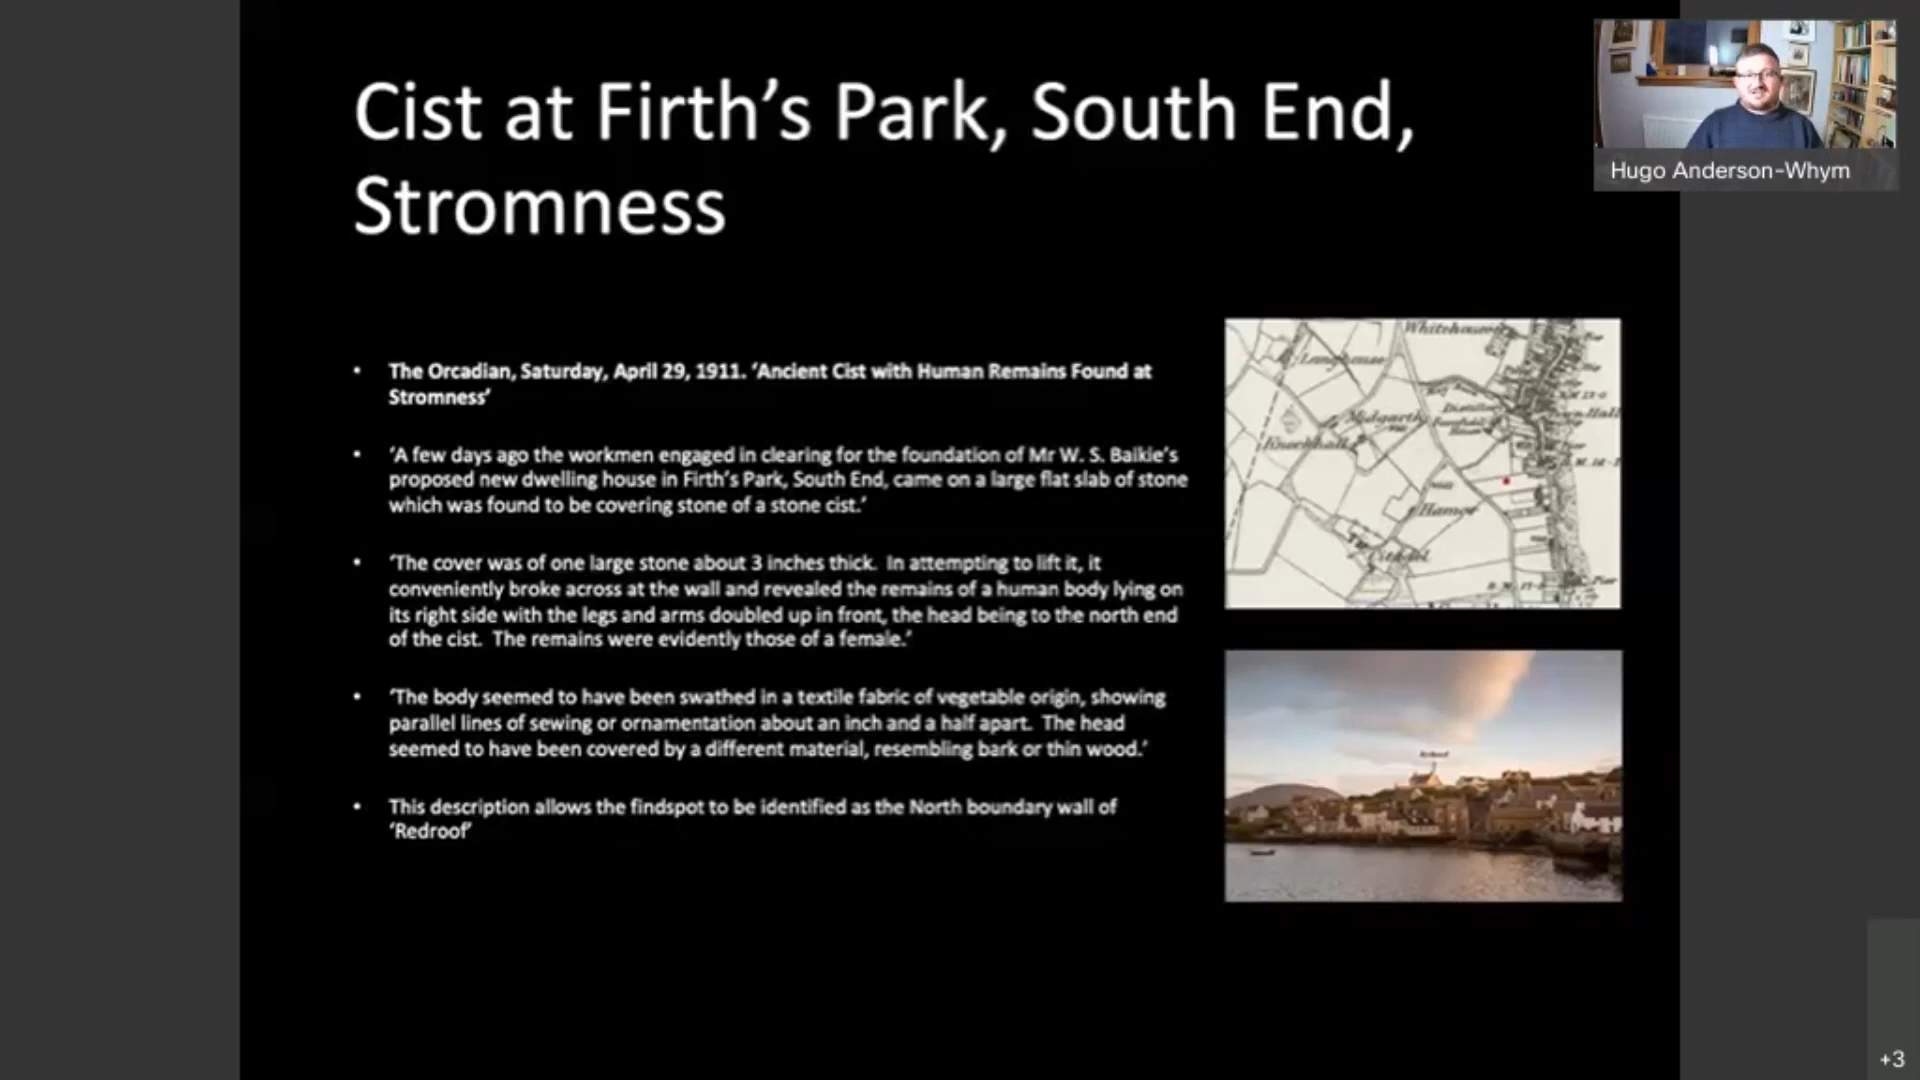 Cist at Firth’s Park, South End,
Stromness
Hugo Anderson-Whym
• The Orcadian, Saturday, April 29, 1911. ‘Ancient Cist with Human Remains Found at
Stromness’
• ‘A few days ago the workmen engaged in clearing for the foundation of Mr W. S. Baikie’s
proposed new dwelling house in Firth’s Park, South End, came on a large flat slab of stone
which was found to be covering stone of a stone cist.’
• ‘The cover was of one large stone about 3 inches thick. In attempting to lift it, it
conveniently broke across at the wall and revealed the remains of a human body lying on
its right side with the legs and arms doubled up in front, the head being to the north end
of the cist. The remains were evidently those of a female.’
• ‘The body seemed to have been swathed in a textile fabric of vegetable origin, showing
parallel lines of sewing or ornamentation about an inch and a half apart. The head
seemed to have been covered by a different material, resembling bark or thin wood.’
• This description allows the findspot to be identified as the North boundary wall of
‘Redroof’
Whitehouse
Langhouse
Midgarth
Knockhall
Hamar
Citadel
Pier
Redroof
+3